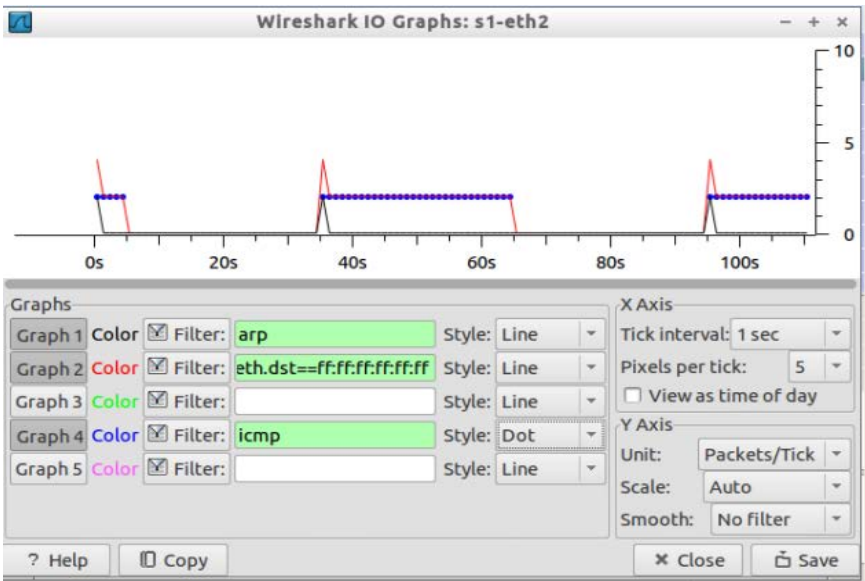 Wireshark IO Graphs: s1-eth2
10
5
0
0s 20s 40s 60s 80s 100s
Graphs
Graph 1 Color Filter: arp Style: Line
Graph 2 Color Filter: eth.dst==ff:ff:ff:ff:ff:ff Style: Line
Graph 3 Color Filter: Style: Line
Graph 4 Color Filter: icmp Style: Dot
Graph 5 Color Filter: Style: Line
X Axis
Tick interval: 1 sec
Pixels per tick: 5
View as time of day
Y Axis
Unit: Packets/Tick
Scale: Auto
Smooth: No filter
? Help Copy Close Save